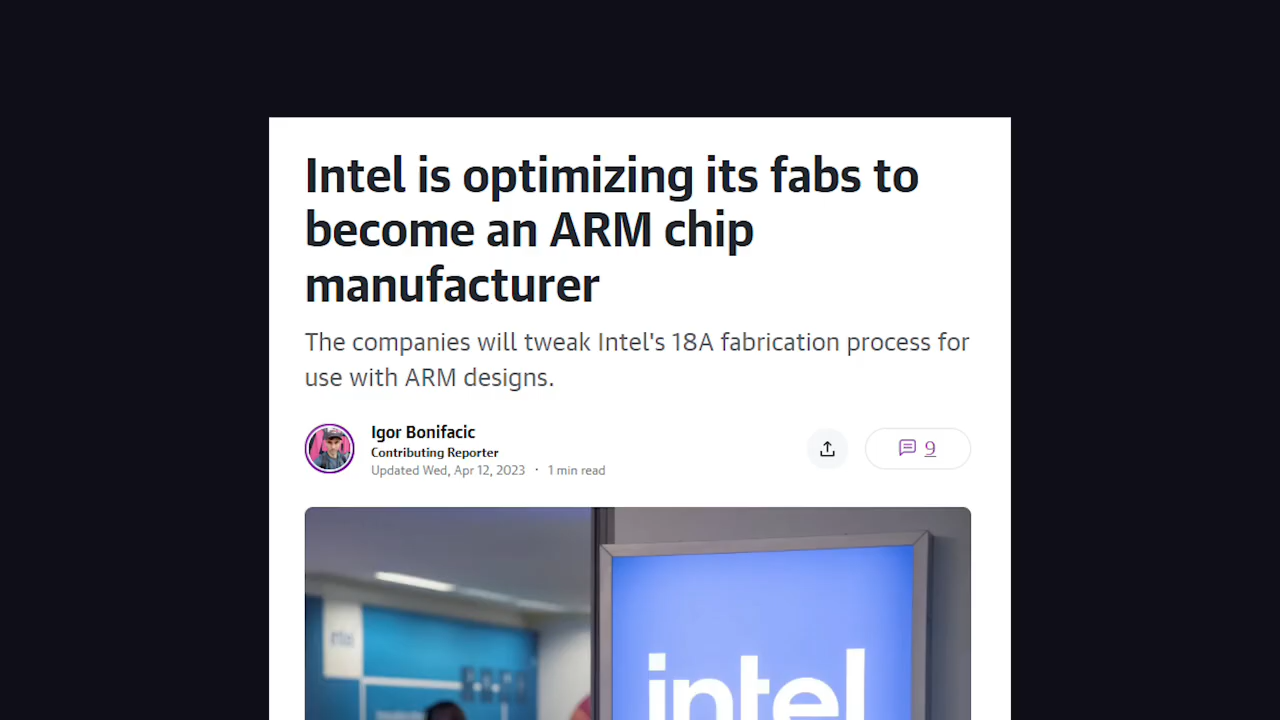 Intel is optimizing its fabs to
become an ARM chip
manufacturer
The companies will tweak Intel's 18A fabrication process for
use with ARM designs.
Igor Bonifacic
Contributing Reporter
Updated Wed, Apr 12, 2023 · 1 min read
9
intel
intel